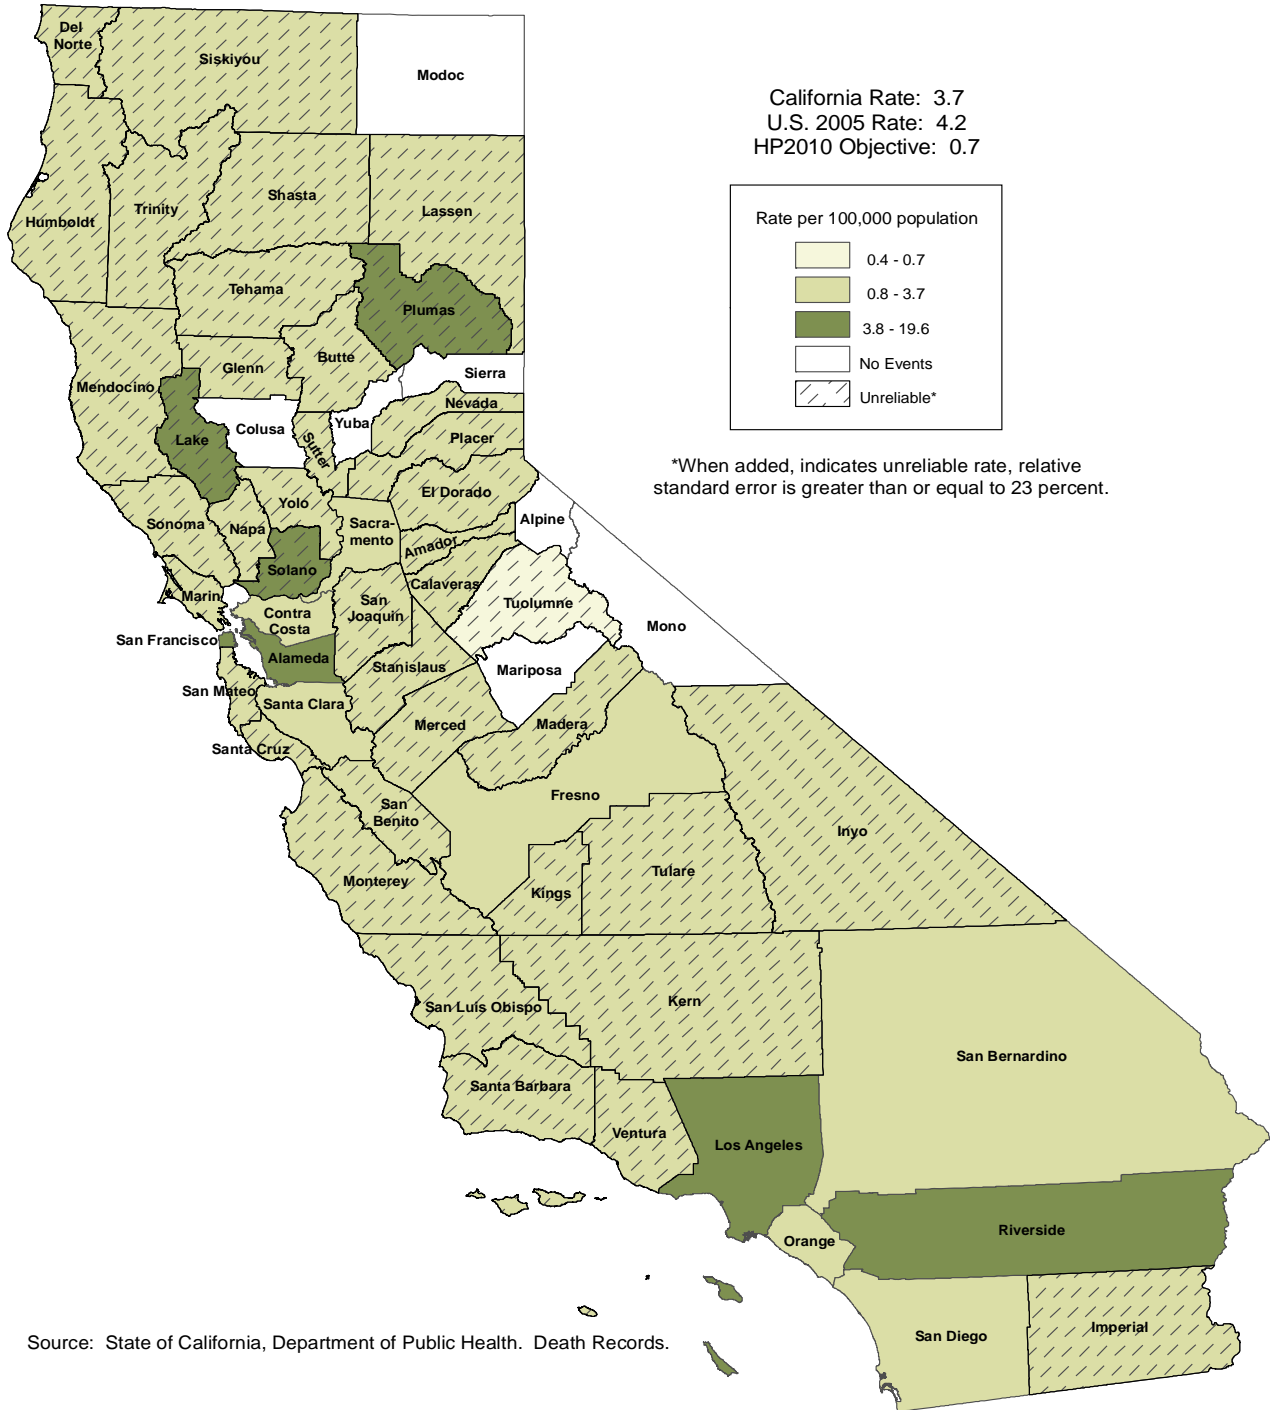 Del
Norte
Siskiyou
Modoc
California Rate: 3.7
U.S. 2005 Rate: 4.2
HP2010 Objective: 0.7
Rate per 100,000 population
0.4 - 0.7
0.8 - 3.7
3.8 - 19.6
No Events
Unreliable*
*When added, indicates unreliable rate, relative
standard error is greater than or equal to 23 percent.
Humboldt
Trinity
Shasta
Lassen
Tehama
Plumas
Mendocino
Glenn
Butte
Sierra
Nevada
Placer
Lake
Colusa
Sutter
Yuba
El Dorado
Sonoma
Napa
Yolo
Sacra-
mento
Amador
Alpine
Solano
Calaveras
Tuolumne
Mono
Marin
Contra
Costa
San
Joaquin
San Francisco
Alameda
Stanislaus
Mariposa
San Mateo
Santa Clara
Merced
Madera
Santa Cruz
San
Benito
Fresno
Inyo
Monterey
Kings
Tulare
San Luis Obispo
Kern
San Bernardino
Santa Barbara
Ventura
Los Angeles
Orange
Riverside
San Diego
Imperial
Source: State of California, Department of Public Health. Death Records.